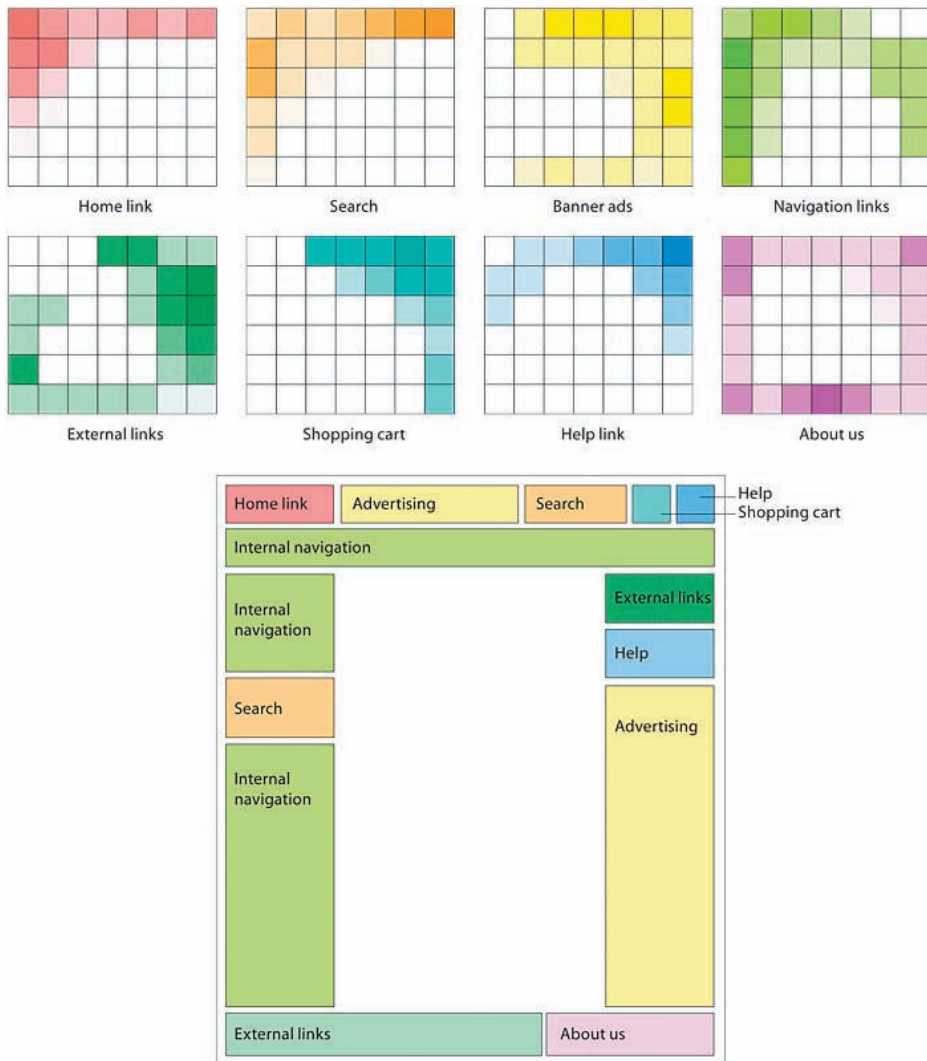 Home link
Search
Banner ads
Navigation links
External links
Shopping cart
Help link
About us
Home link
Advertising
Search
Help
Shopping cart
Internal navigation
Internal
navigation
External links
Help
Search
Advertising
Internal
navigation
External links
About us